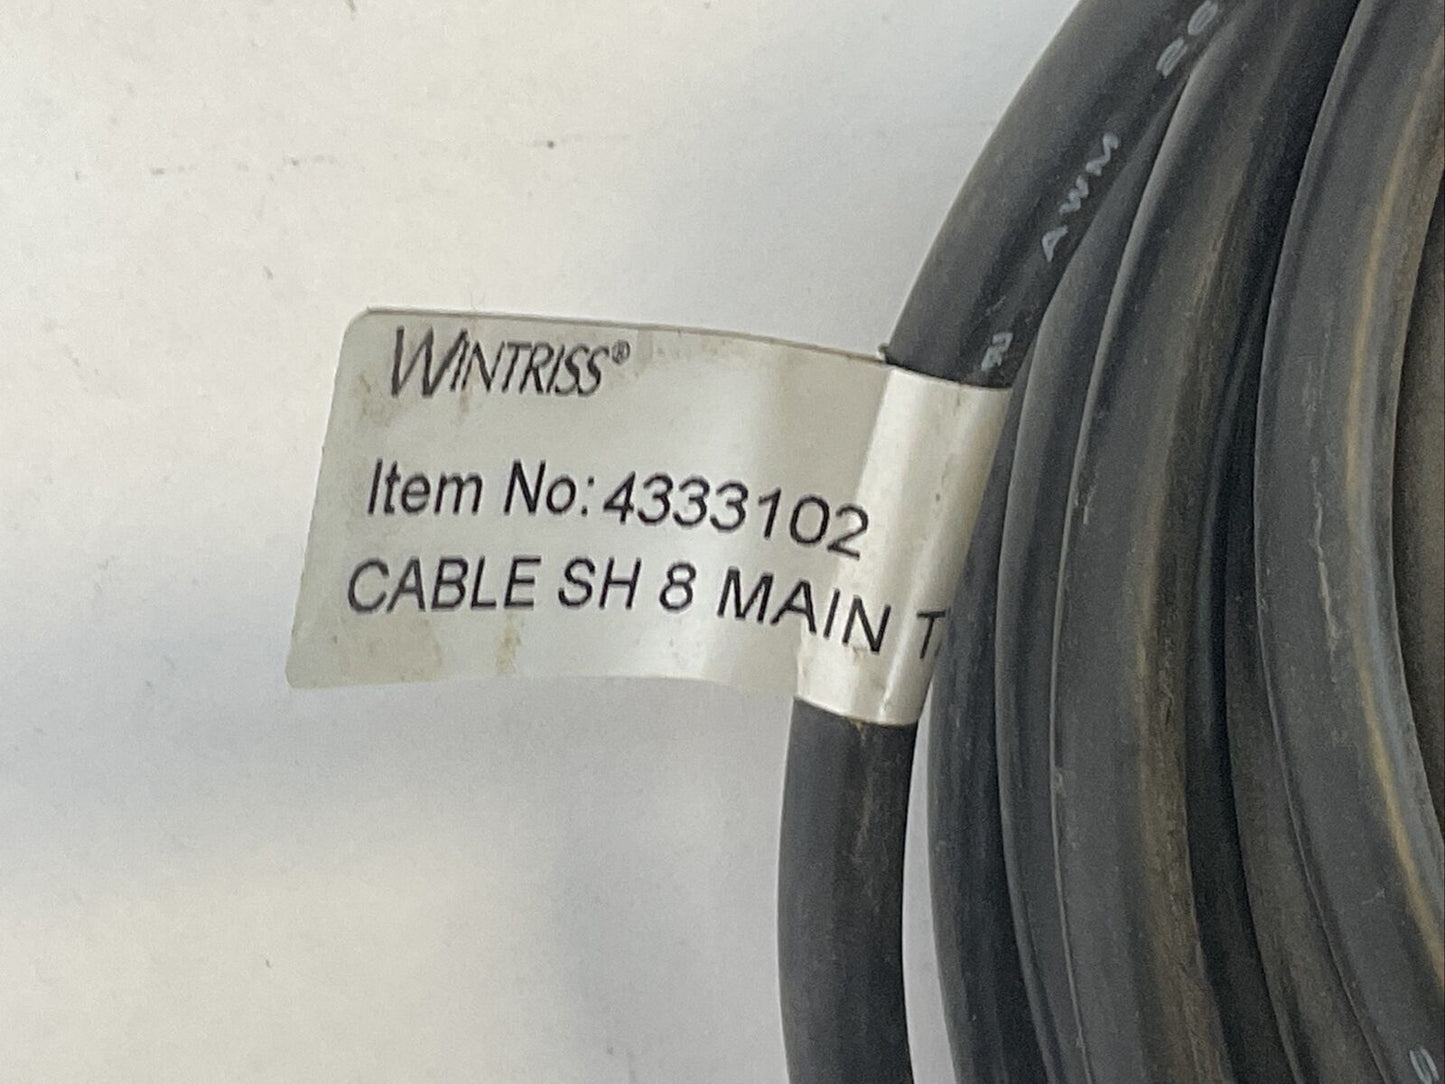 WINTRISS®
Item No: 4333102
CABLE SH 8 MAIN
AWM